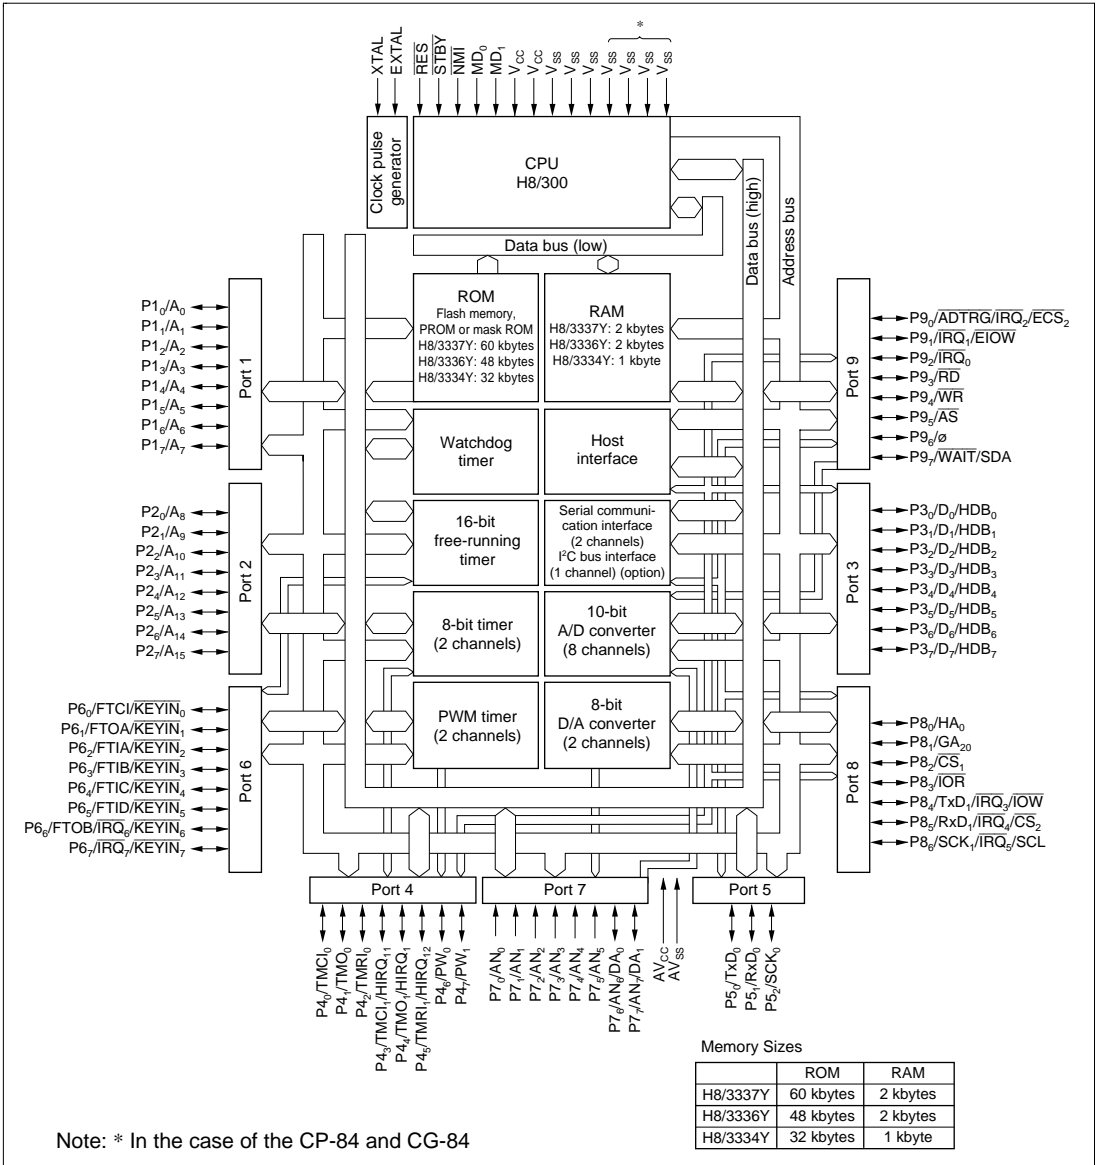 *
XTAL
EXTAL
RES
STBY
NMI
MD0
MD1
VCC
VCC
VSS
VSS
VSS
VSS
VSS
VSS
VSS
Clock pulse
generator
CPU
H8/300
Data bus (low)
Data bus (high)
Address bus
ROM
Flash memory,
PROM or mask ROM
H8/3337Y: 60 kbytes
H8/3336Y: 48 kbytes
H8/3334Y: 32 kbytes
RAM
H8/3337Y: 2 kbytes
H8/3336Y: 2 kbytes
H8/3334Y: 1 kbyte
Watchdog
timer
Host
interface
16-bit
free-running
timer
Serial communi-
cation interface
(2 channels)
I²C bus interface
(1 channel) (option)
8-bit timer
(2 channels)
10-bit
A/D converter
(8 channels)
PWM timer
(2 channels)
8-bit
D/A converter
(2 channels)
P10/A0
P11/A1
P12/A2
P13/A3
P14/A4
P15/A5
P16/A6
P17/A7
Port 1
P20/A8
P21/A9
P22/A10
P23/A11
P24/A12
P25/A13
P26/A14
P27/A15
Port 2
P60/FTCI/KEYIN0
P61/FTOA/KEYIN1
P62/FTIA/KEYIN2
P63/FTIB/KEYIN3
P64/FTIC/KEYIN4
P65/FTID/KEYIN5
P66/FTOB/IRQ6/KEYIN6
P67/IRQ7/KEYIN7
Port 6
Port 9
P90/ADTRG/IRQ2/ECS2
P91/IRQ1/EIOW
P92/IRQ0
P93/RD
P94/WR
P95/AS
P96/ø
P97/WAIT/SDA
Port 3
P30/D0/HDB0
P31/D1/HDB1
P32/D2/HDB2
P33/D3/HDB3
P34/D4/HDB4
P35/D5/HDB5
P36/D6/HDB6
P37/D7/HDB7
Port 8
P80/HA0
P81/GA20
P82/CS1
P83/IOR
P84/TxD1/IRQ3/IOW
P85/RxD1/IRQ4/CS2
P86/SCK1/IRQ5/SCL
Port 4
Port 7
Port 5
P40/TMCI0
P41/TMO0
P42/TMRI0
P43/TMCI1/HIRQ11
P44/TMO1/HIRQ1
P45/TMRI1/HIRQ12
P46/PW0
P47/PW1
P70/AN0
P71/AN1
P72/AN2
P73/AN3
P74/AN4
P75/AN5
P76/AN6/DA0
P77/AN7/DA1
AVCC
AVSS
P50/TxD0
P51/RxD0
P52/SCK0
Memory Sizes
ROM RAM
H8/3337Y 60 kbytes 2 kbytes
H8/3336Y 48 kbytes 2 kbytes
H8/3334Y 32 kbytes 1 kbyte
Note: * In the case of the CP-84 and CG-84